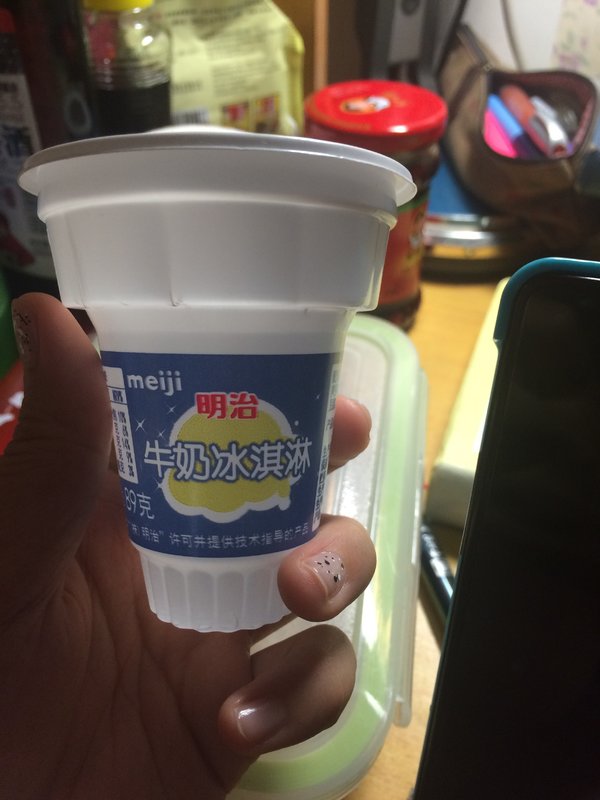 meiji
明治
牛奶冰淇淋
89克
明治”许可并提供技术指导的产品
酒